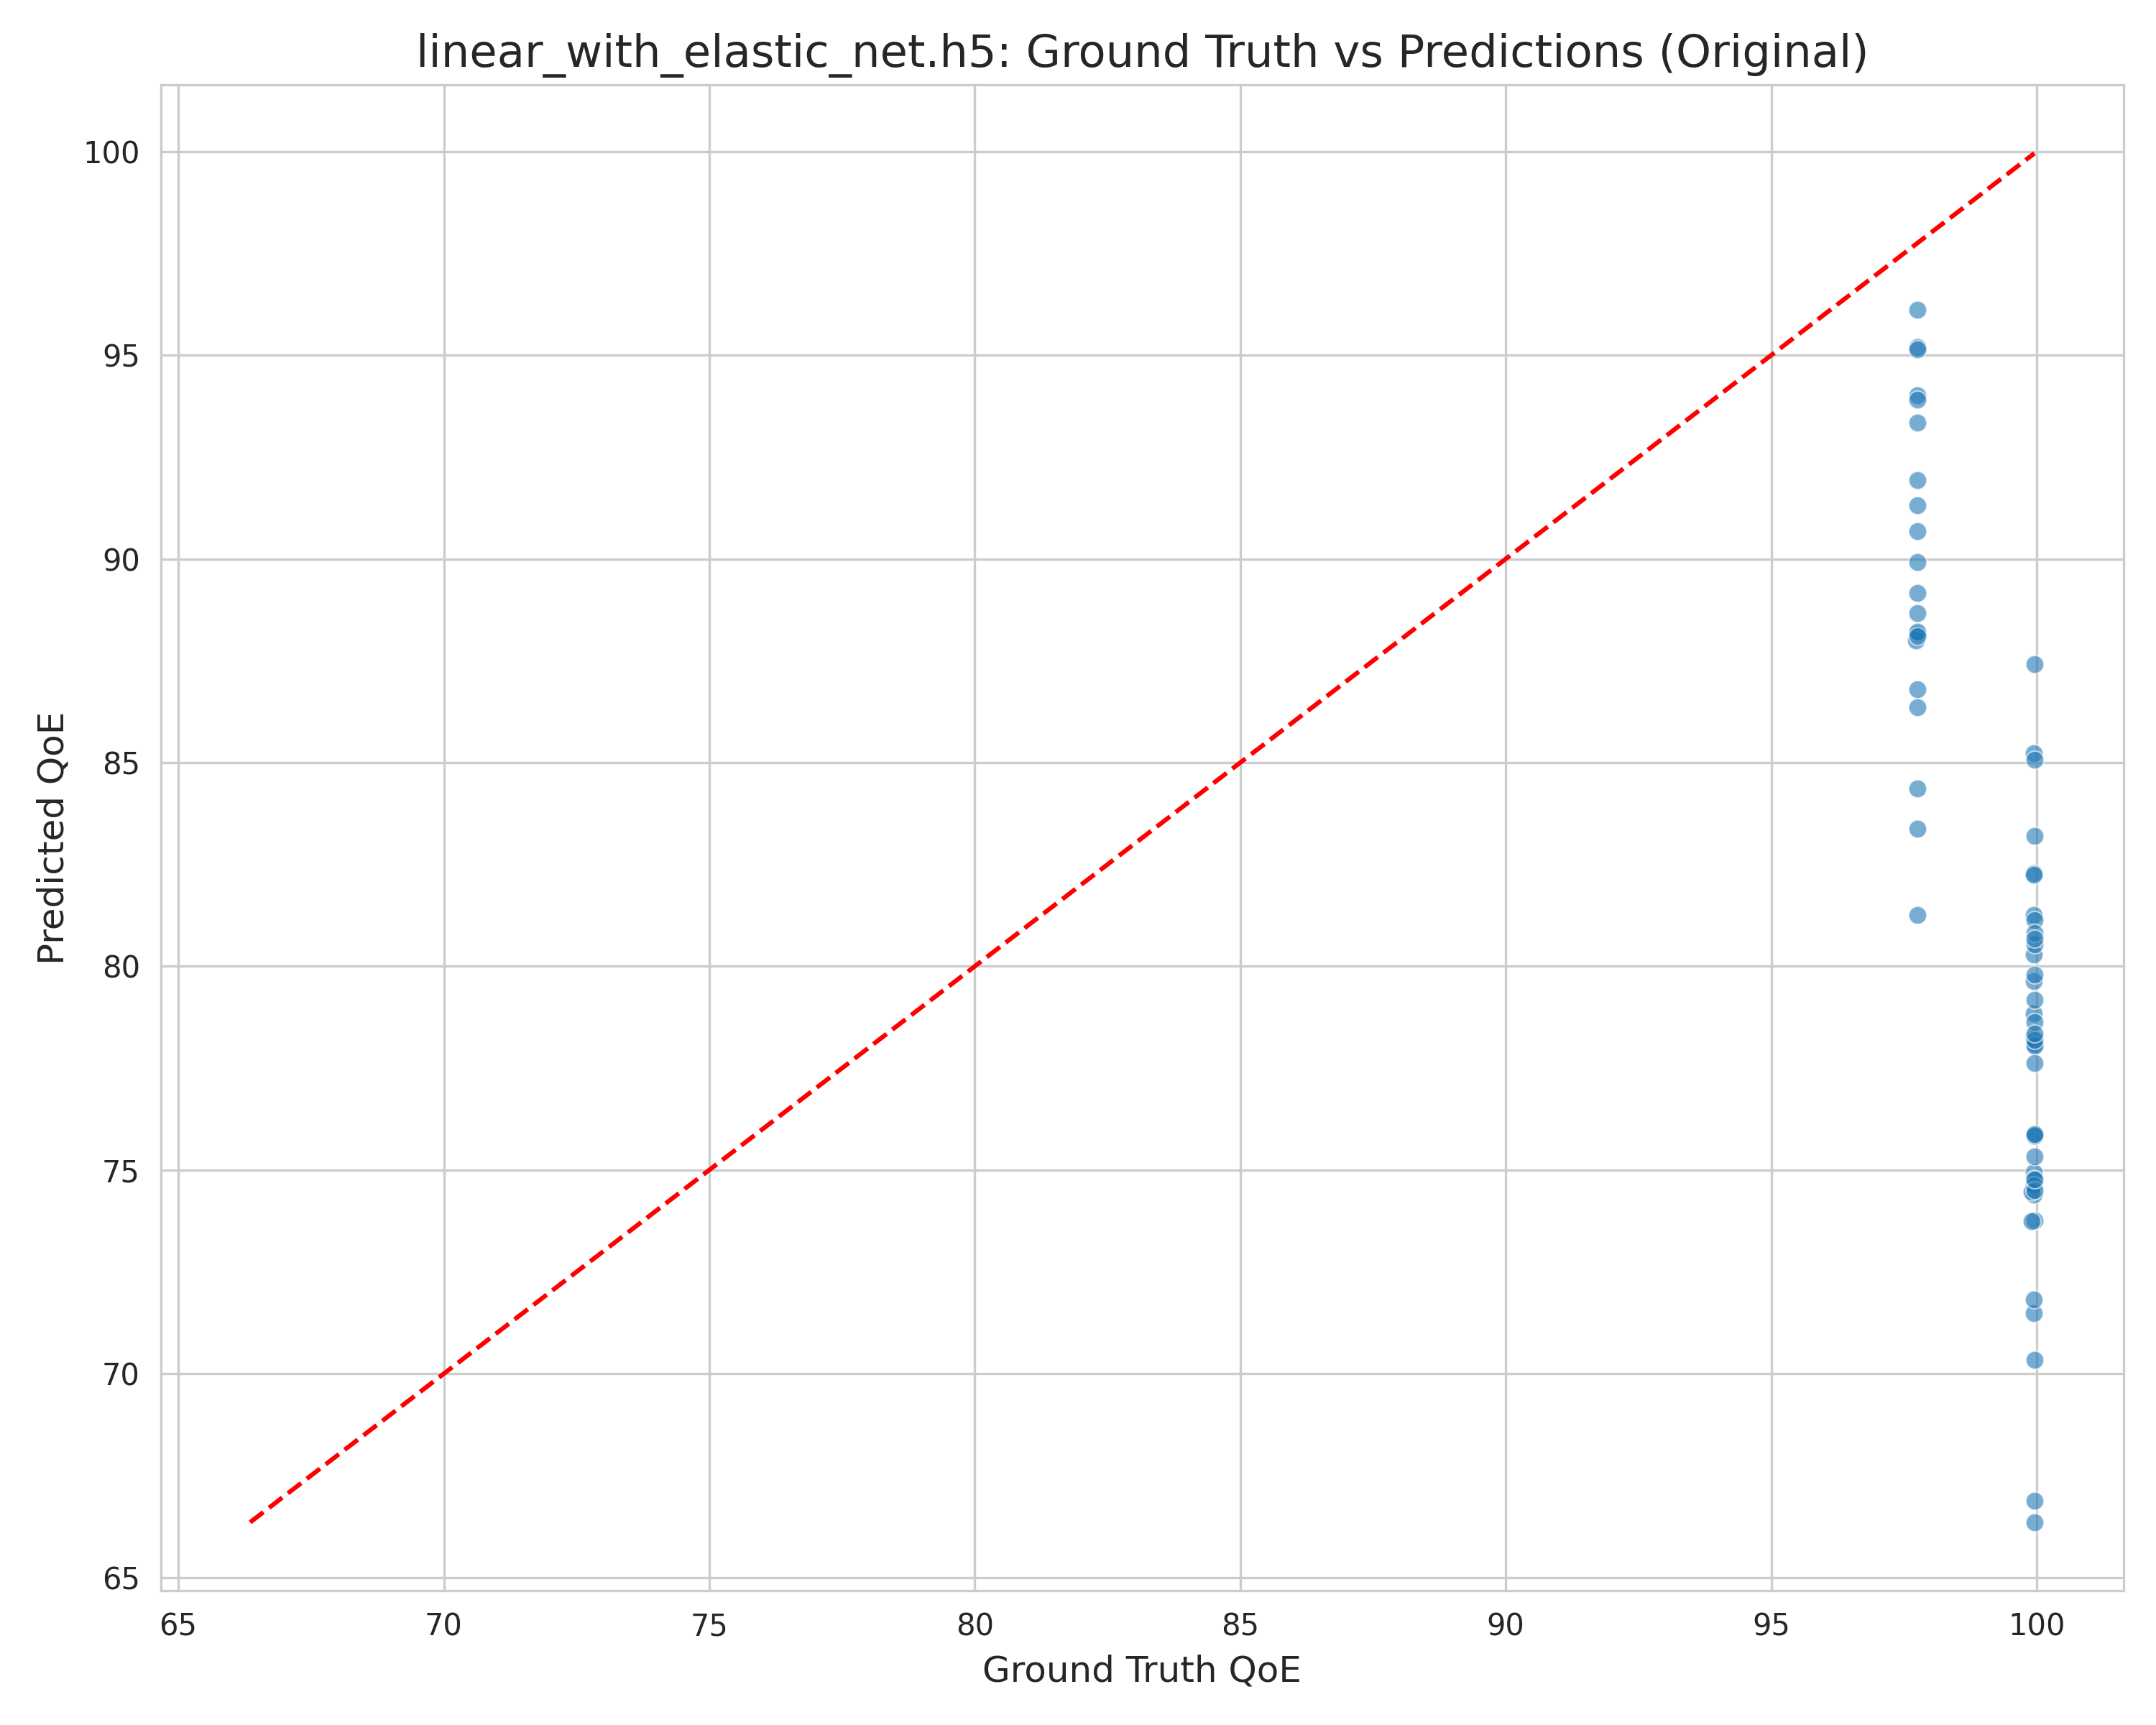 linear_with_elastic_net.h5: Ground Truth vs Predictions (Original)
100
95
90
85
80
75
70
65
Predicted QoE
65 70 75 80 85 90 95 100
Ground Truth QoE